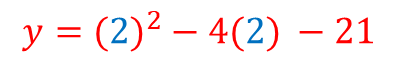 y = (2)² − 4(2) − 21